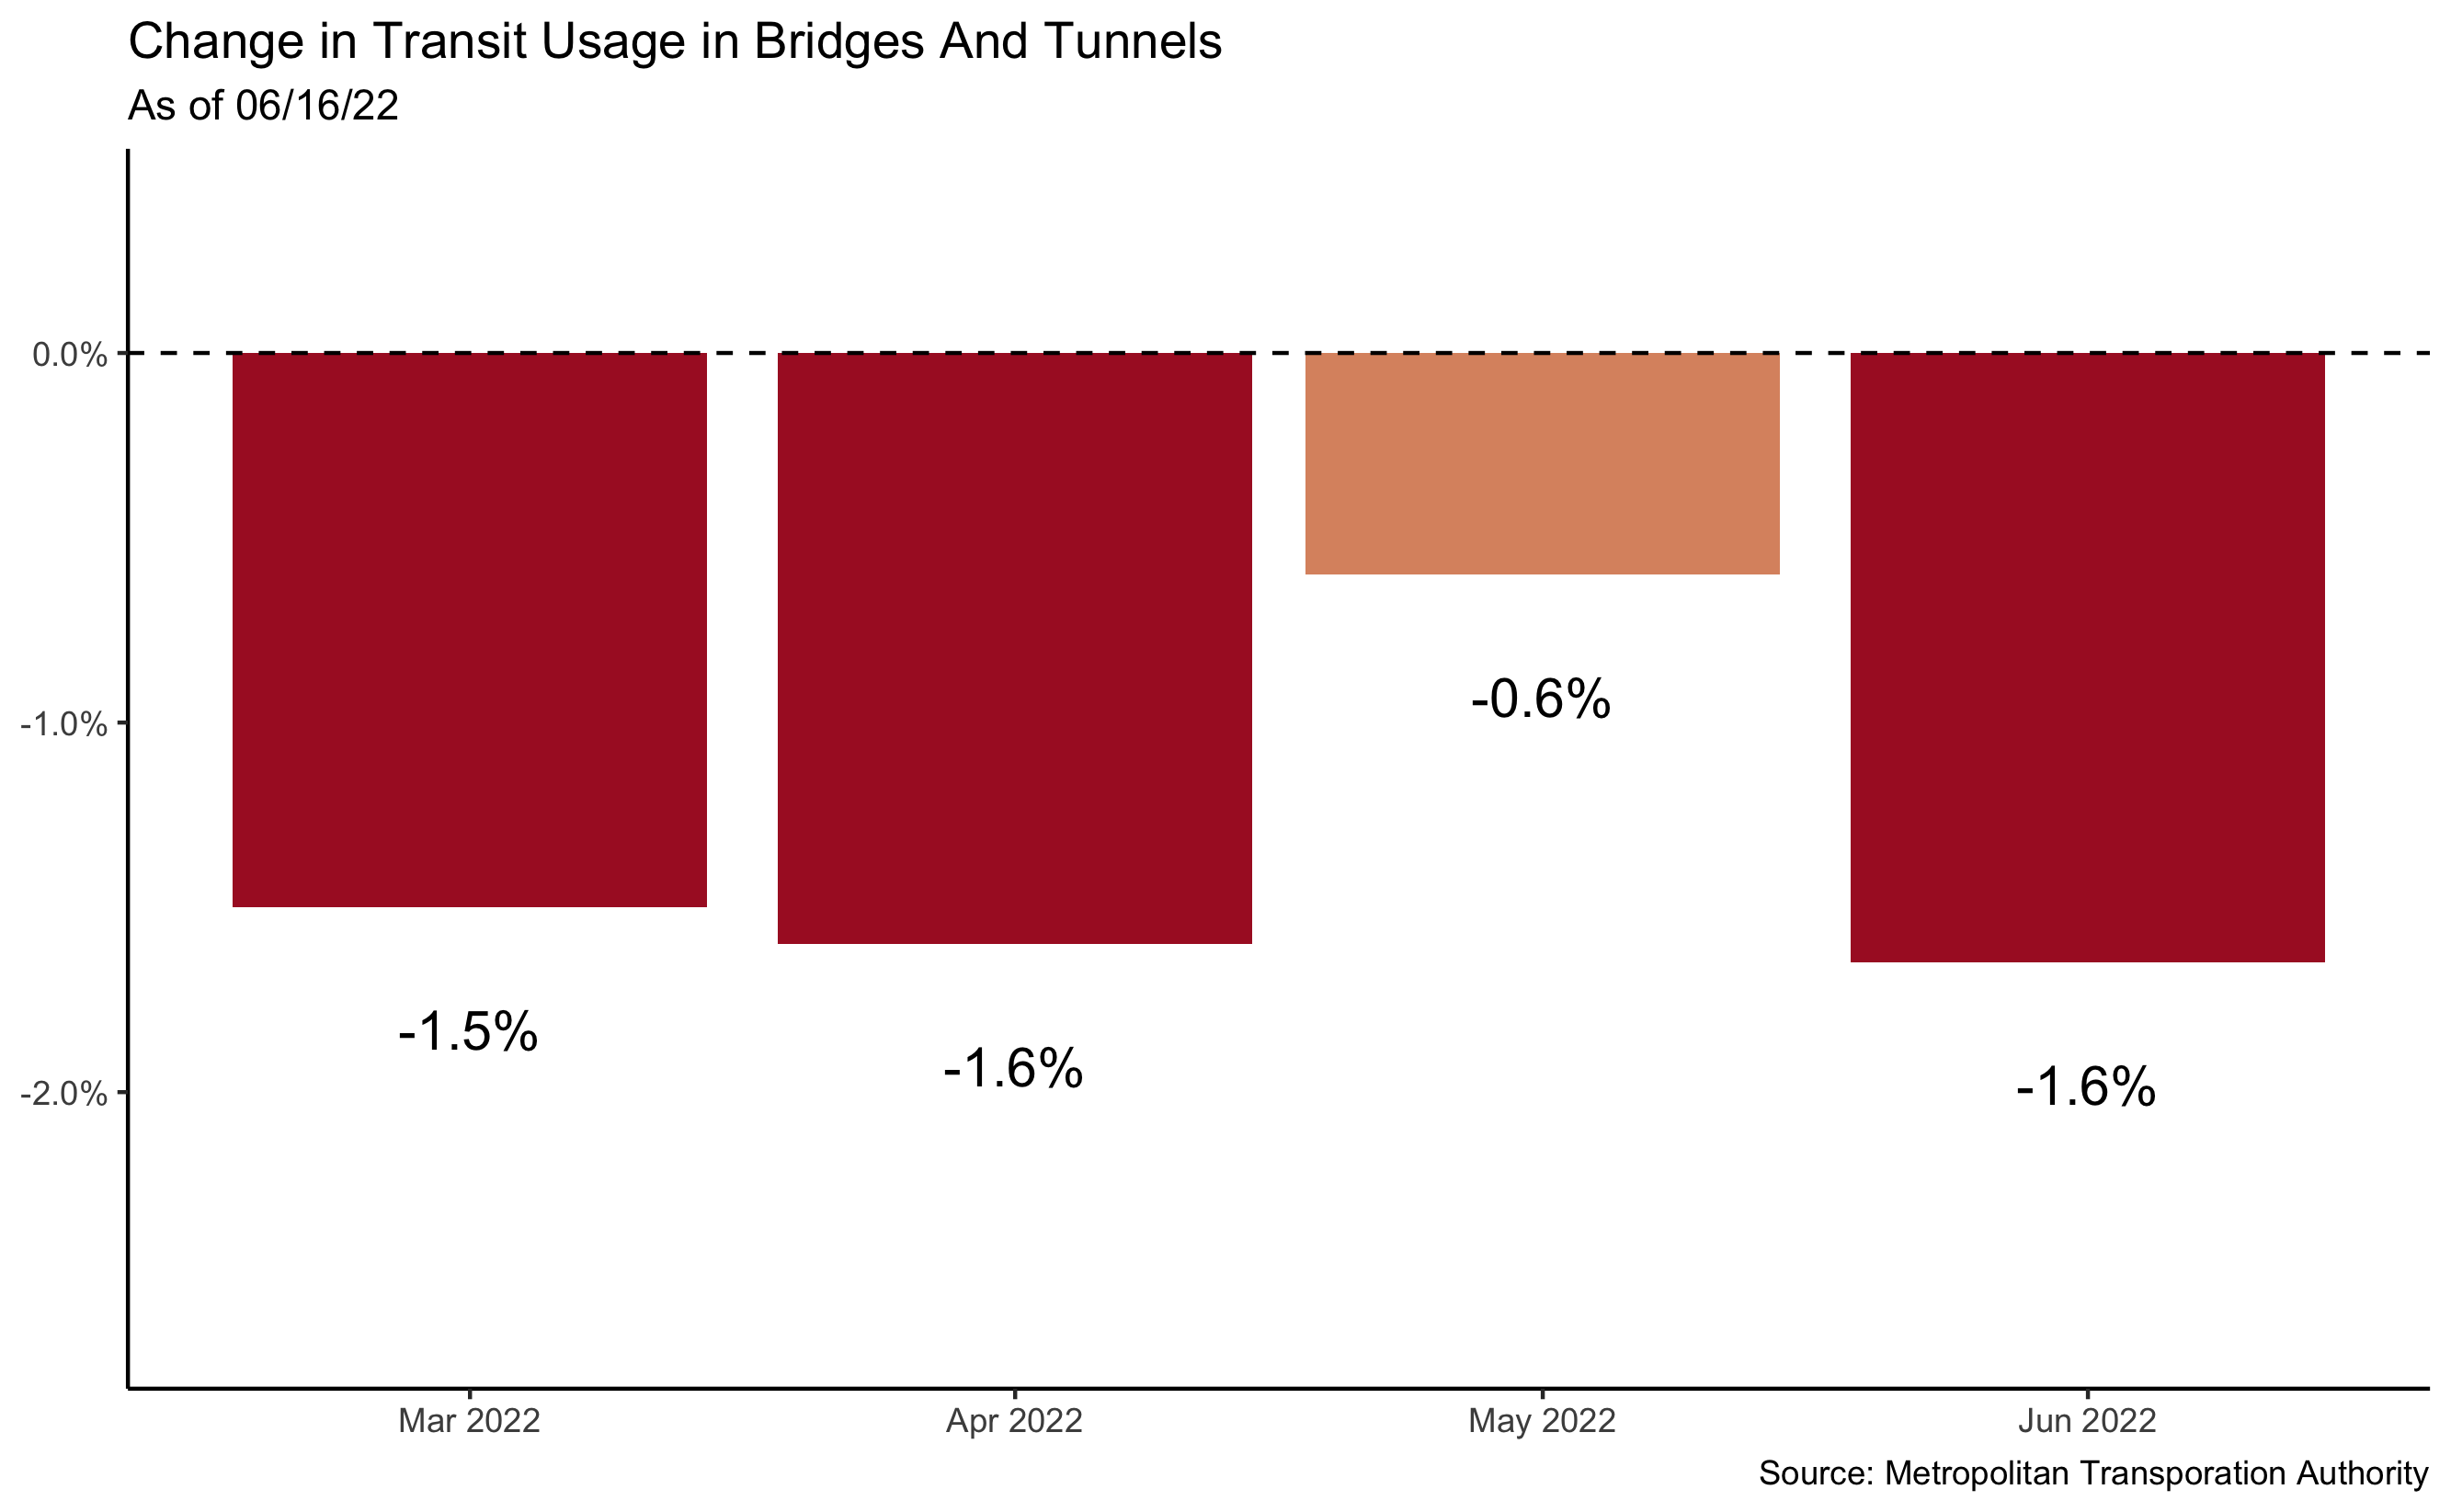 Change in Transit Usage in Bridges And Tunnels
As of 06/16/22
0.0%
-1.0%
-2.0%
-1.5%
-1.6%
-0.6%
-1.6%
Mar 2022
Apr 2022
May 2022
Jun 2022
Source: Metropolitan Transporation Authority